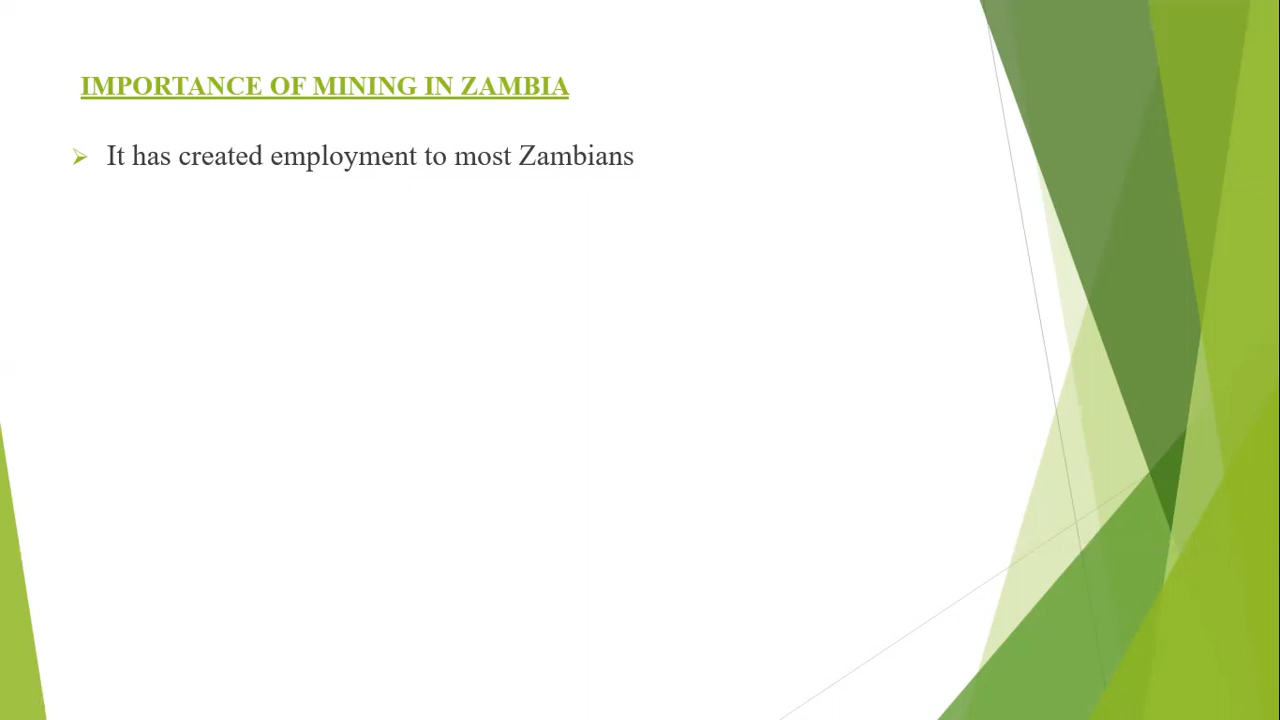 IMPORTANCE OF MINING IN ZAMBIA
It has created employment to most Zambians